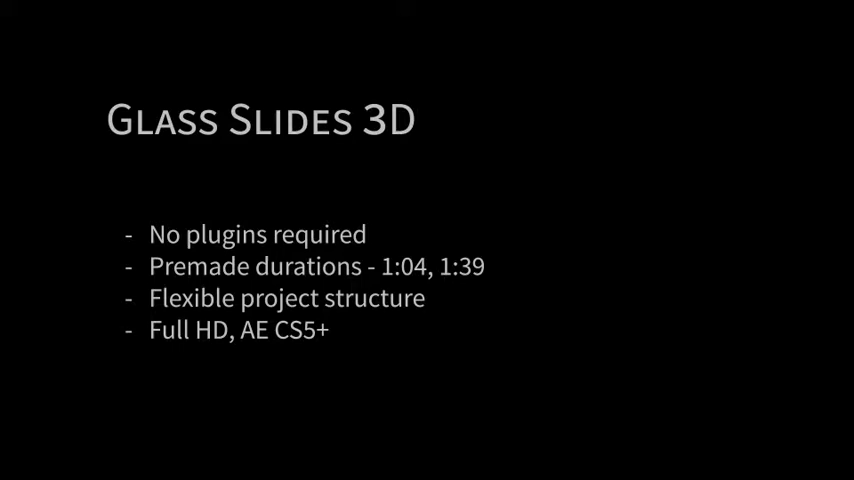 Glass Slides 3D
- No plugins required
- Premade durations - 1:04, 1:39
- Flexible project structure
- Full HD, AE CS5+